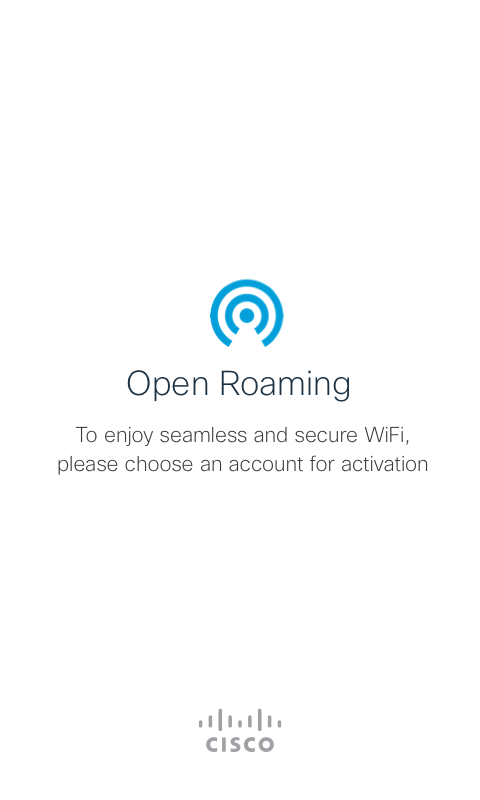 Open Roaming
To enjoy seamless and secure WiFi,
please choose an account for activation
CISCO